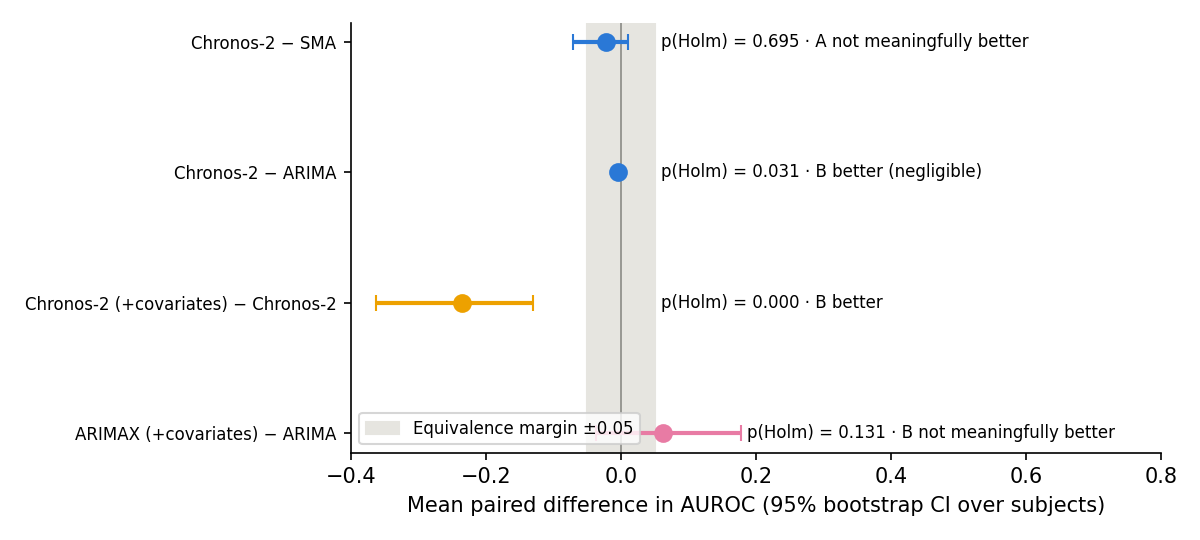 Chronos-2 − SMA
p(Holm) = 0.695 · A not meaningfully better
Chronos-2 − ARIMA
p(Holm) = 0.031 · B better (negligible)
Chronos-2 (+covariates) − Chronos-2
p(Holm) = 0.000 · B better
Equivalence margin ±0.05
ARIMAX (+covariates) − ARIMA
p(Holm) = 0.131 · B not meaningfully better
−0.4 −0.2 0.0 0.2 0.4 0.6 0.8
Mean paired difference in AUROC (95% bootstrap CI over subjects)